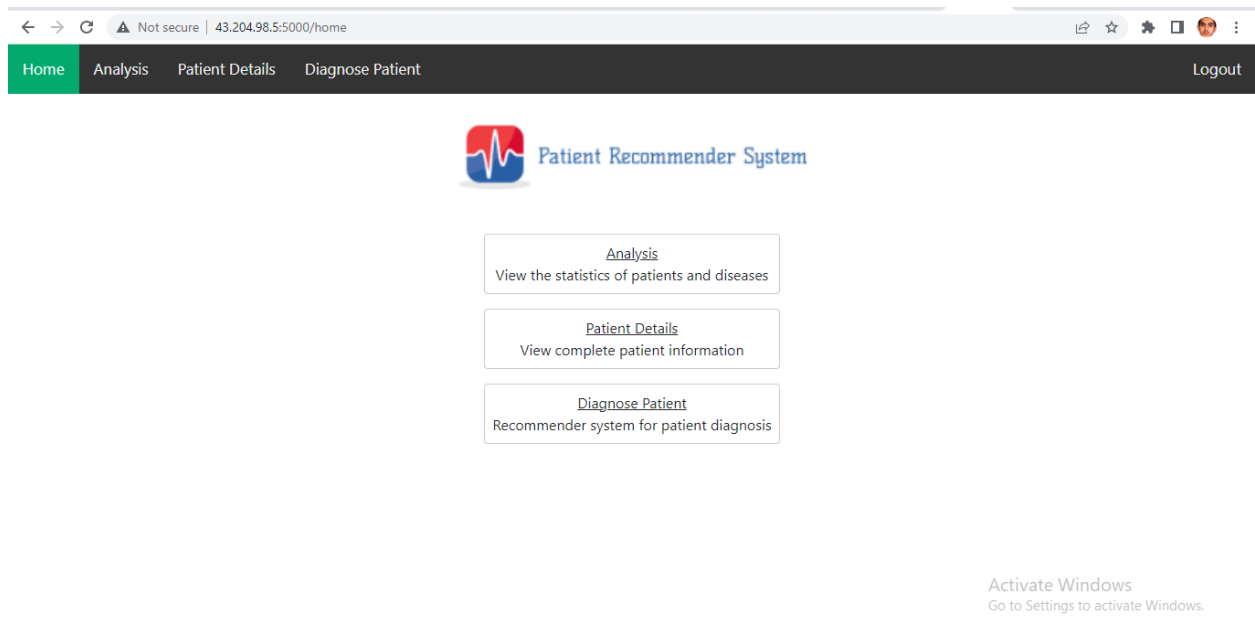 Not secure | 43.204.98.5:5000/home
Home Analysis Patient Details Diagnose Patient Logout
Patient Recommender System
Analysis
View the statistics of patients and diseases
Patient Details
View complete patient information
Diagnose Patient
Recommender system for patient diagnosis
Activate Windows
Go to Settings to activate Windows.